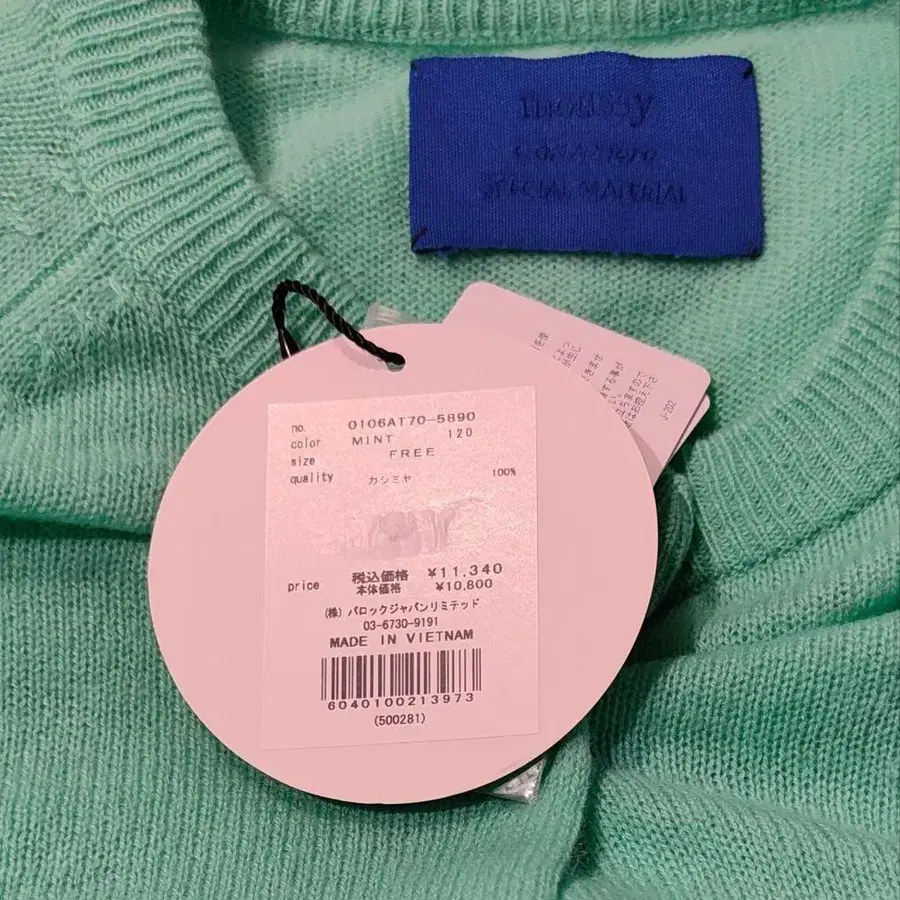 moussy
SPECIAL MATERIAL
no. 0106AT70-5890
color MINT 120
size FREE
quality カシミヤ 100%
price 税込価格 ¥11,340
本体価格 ¥10,800
(株) バロックジャパンリミテッド
03-6730-9191
MADE IN VIETNAM
6040100213973
(500281)
J-202